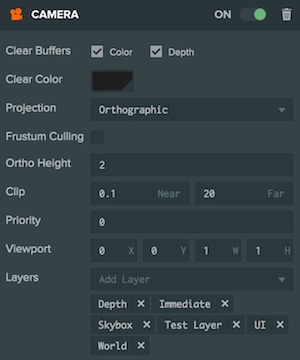 CAMERA ON
Clear Buffers Color Depth
Clear Color
Projection Orthographic
Frustum Culling
Ortho Height 2
Clip 0.1 Near 20 Far
Priority 0
Viewport 0 X 0 Y 1 W 1 H
Layers Add Layer
Depth × Immediate ×
Skybox × Test Layer × UI ×
World ×